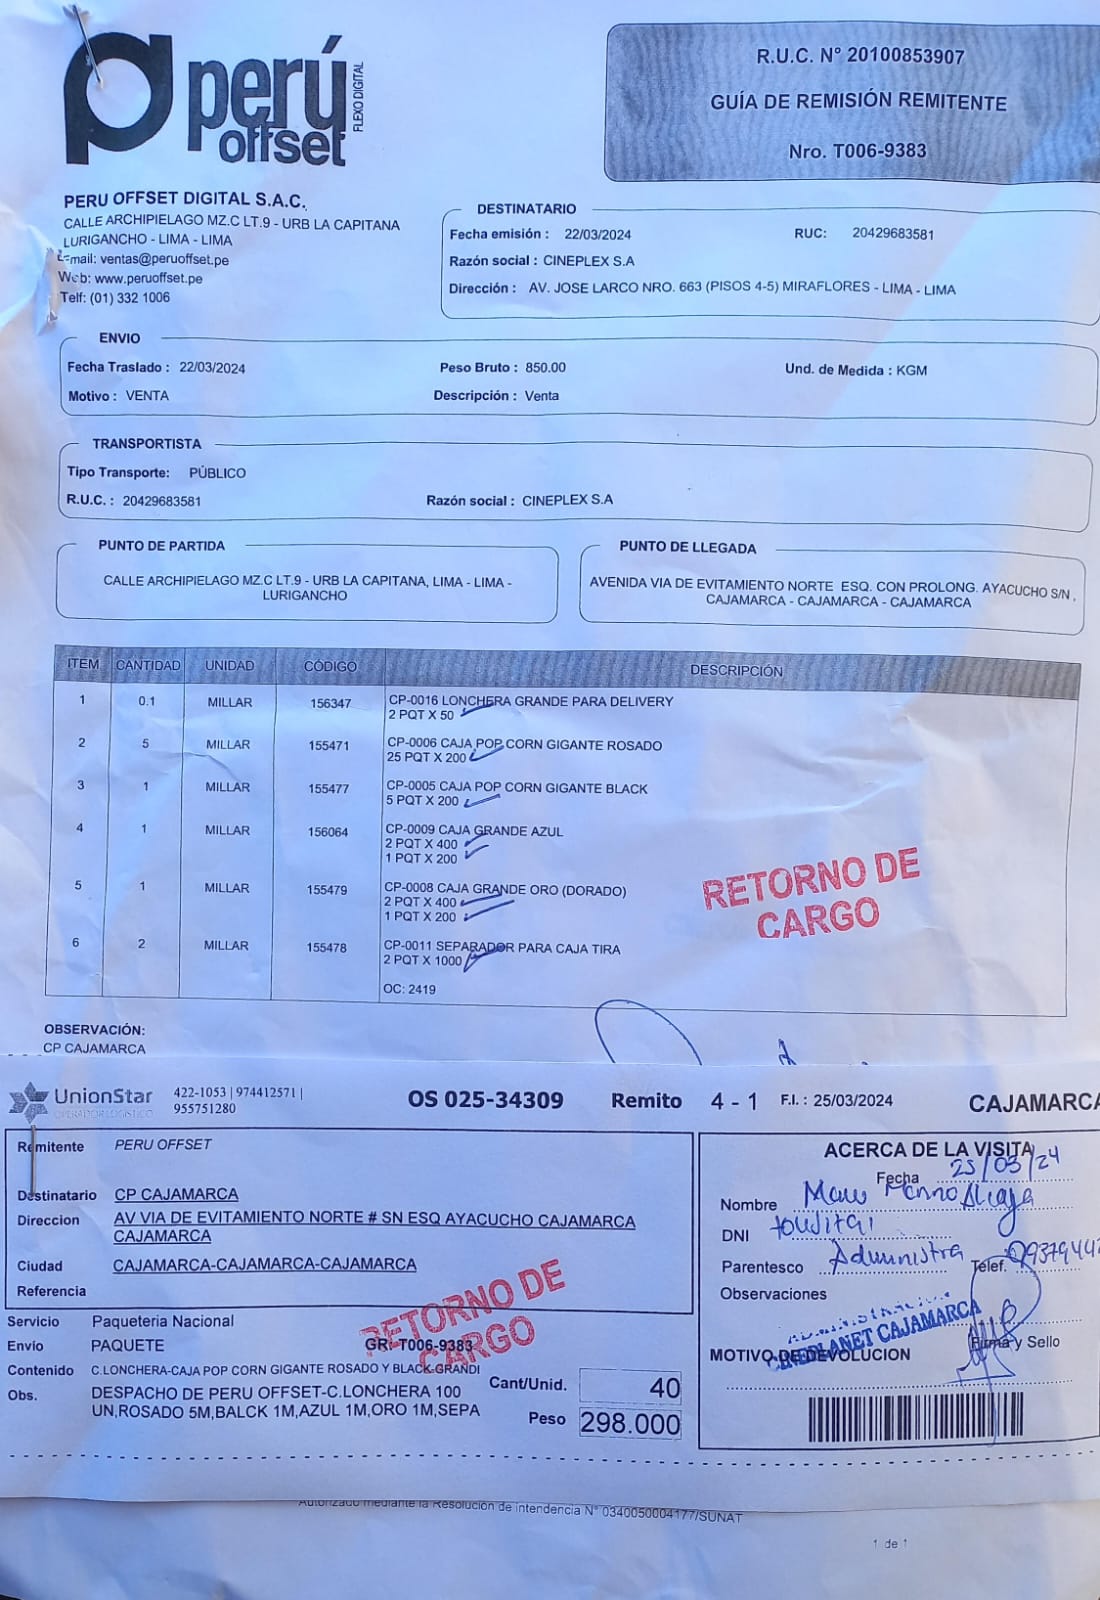 perú
offset
FLEXO DIGITAL
R.U.C. N° 20100853907
GUÍA DE REMISIÓN REMITENTE
Nro. T006-9383
PERU OFFSET DIGITAL S.A.C.
CALLE ARCHIPIELAGO MZ.C LT.9 - URB LA CAPITANA
LURIGANCHO - LIMA - LIMA
E-mail: ventas@peruoffset.pe
Web: www.peruoffset.pe
Telf: (01) 332 1006
DESTINATARIO
Fecha emisión : 22/03/2024 RUC: 20429683581
Razón social : CINEPLEX S.A
Dirección : AV. JOSE LARCO NRO. 663 (PISOS 4-5) MIRAFLORES - LIMA - LIMA
ENVIO
Fecha Traslado : 22/03/2024 Peso Bruto : 850.00 Und. de Medida : KGM
Motivo : VENTA Descripción : Venta
TRANSPORTISTA
Tipo Transporte: PÚBLICO
R.U.C. : 20429683581 Razón social : CINEPLEX S.A
PUNTO DE PARTIDA
CALLE ARCHIPIELAGO MZ.C LT.9 - URB LA CAPITANA, LIMA - LIMA -
LURIGANCHO
PUNTO DE LLEGADA
AVENIDA VIA DE EVITAMIENTO NORTE ESQ. CON PROLONG. AYACUCHO S/N ,
CAJAMARCA - CAJAMARCA - CAJAMARCA
ITEM CANTIDAD UNIDAD CÓDIGO DESCRIPCIÓN
1 0.1 MILLAR 156347 CP-0016 LONCHERA GRANDE PARA DELIVERY
2 PQT X 50
2 5 MILLAR 155471 CP-0006 CAJA POP CORN GIGANTE ROSADO
25 PQT X 200
3 1 MILLAR 155477 CP-0005 CAJA POP CORN GIGANTE BLACK
5 PQT X 200
4 1 MILLAR 156064 CP-0009 CAJA GRANDE AZUL
2 PQT X 400
1 PQT X 200
5 1 MILLAR 155479 CP-0008 CAJA GRANDE ORO (DORADO)
2 PQT X 400
1 PQT X 200
6 2 MILLAR 155478 CP-0011 SEPARADOR PARA CAJA TIRA
2 PQT X 1000
OC: 2419
RETORNO DE
CARGO
OBSERVACIÓN:
CP CAJAMARCA
UnionStar
OPERADOR LOGISTICO
422-1053 | 974412571 |
955751280
OS 025-34309 Remito 4 - 1 F.I. : 25/03/2024 CAJAMARCA
Remitente PERU OFFSET
Destinatario CP CAJAMARCA
Direccion AV VIA DE EVITAMIENTO NORTE # SN ESQ AYACUCHO CAJAMARCA
CAJAMARCA
Ciudad CAJAMARCA-CAJAMARCA-CAJAMARCA
Referencia
Servicio Paqueteria Nacional
Envío PAQUETE GR: T006-9383
RETORNO DE
CARGO
Contenido C.LONCHERA-CAJA POP CORN GIGANTE ROSADO Y BLACK-GRANDI
Obs. DESPACHO DE PERU OFFSET-C.LONCHERA 100
UN,ROSADO 5M,BALCK 1M,AZUL 1M,ORO 1M,SEPA
Cant/Unid. 40
Peso 298.000
ACERCA DE LA VISITA
Fecha 25/03/24
Nombre
DNI
Parentesco Administra Telef.
Observaciones
CINEPLANET CAJAMARCA
Firma y Sello
MOTIVO DE DEVOLUCION
Autorizado mediante la Resolucion de intendencia N° 0340050004177/SUNAT
1 de 1